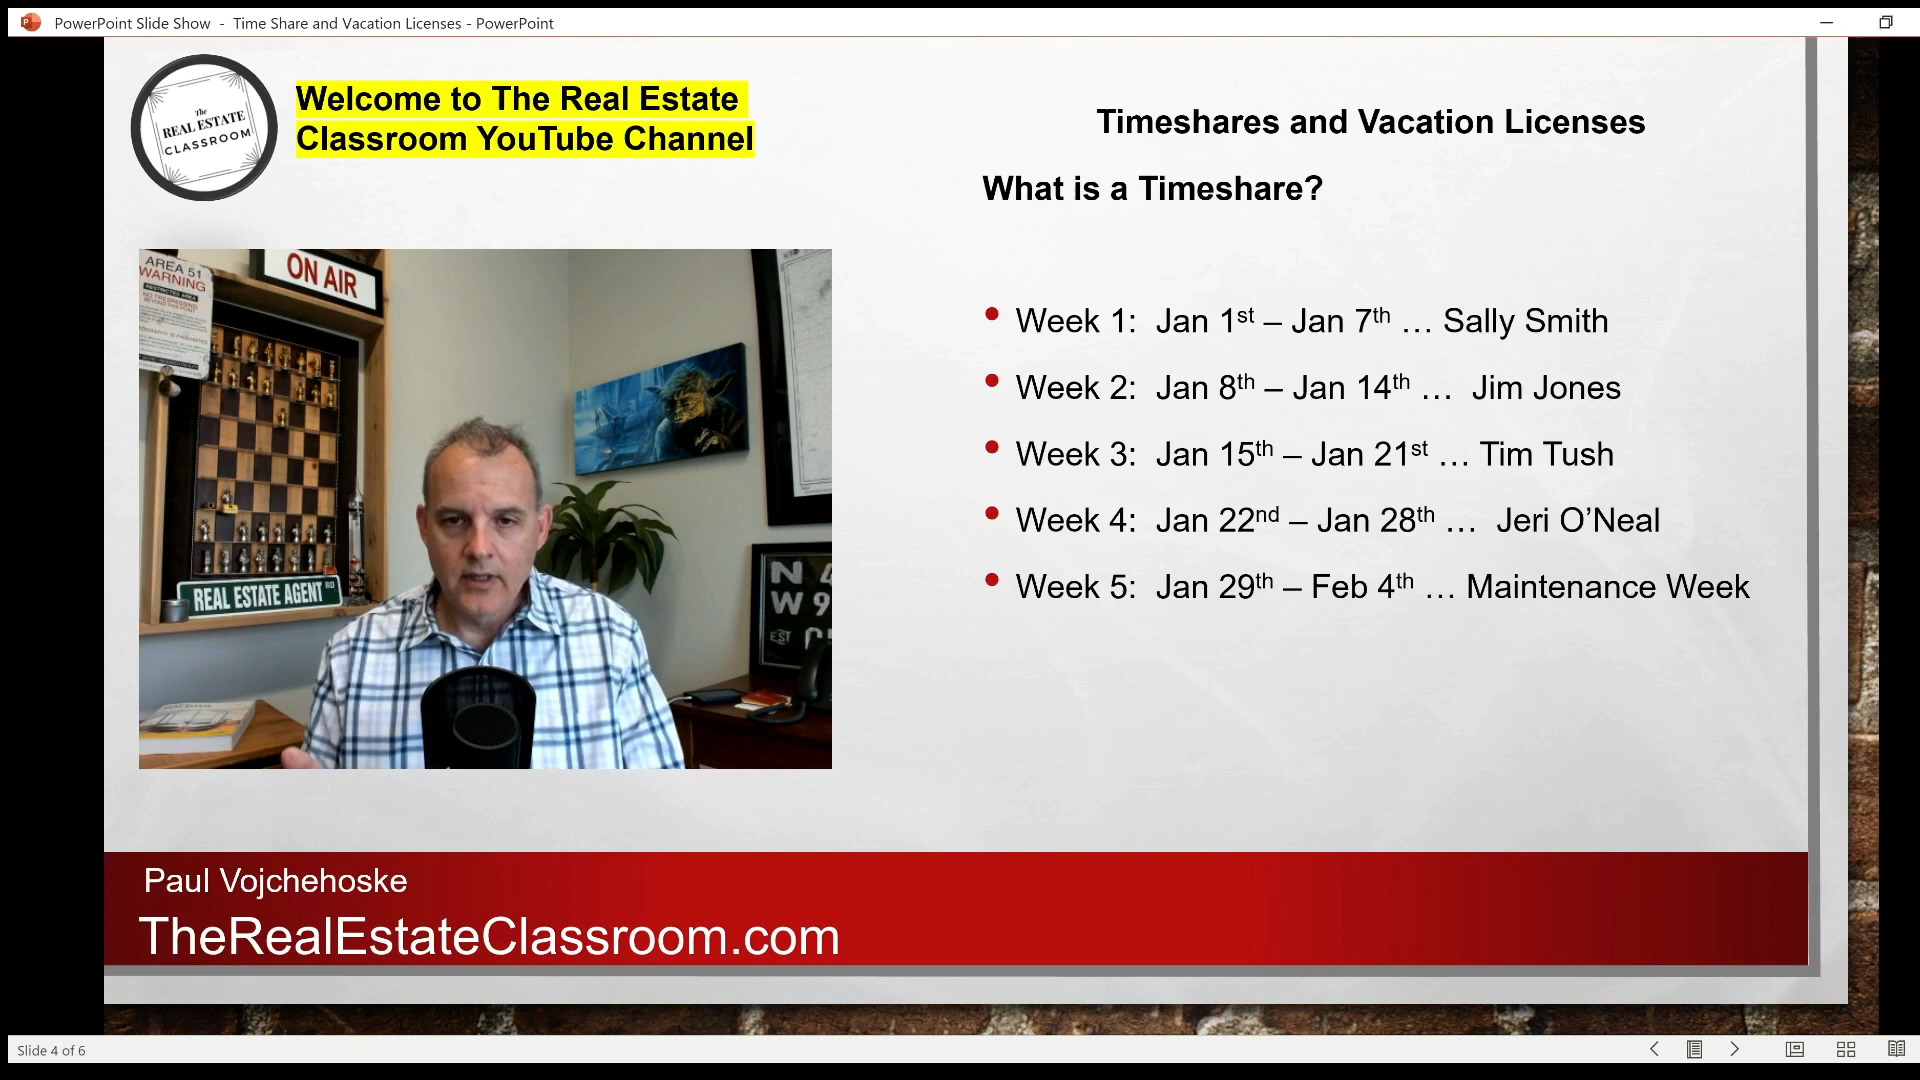 PowerPoint Slide Show - Time Share and Vacation Licenses - PowerPoint
The
REAL ESTATE
CLASSROOM
Welcome to The Real Estate
Classroom YouTube Channel
Timeshares and Vacation Licenses
What is a Timeshare?
AREA 51
WARNING
ON AIR
REAL ESTATE AGENT RD
N 4
W 9
EST
• Week 1: Jan 1st – Jan 7th … Sally Smith
• Week 2: Jan 8th – Jan 14th … Jim Jones
• Week 3: Jan 15th – Jan 21st … Tim Tush
• Week 4: Jan 22nd – Jan 28th … Jeri O’Neal
• Week 5: Jan 29th – Feb 4th … Maintenance Week
Paul Vojchehoske
TheRealEstateClassroom.com
Slide 4 of 6